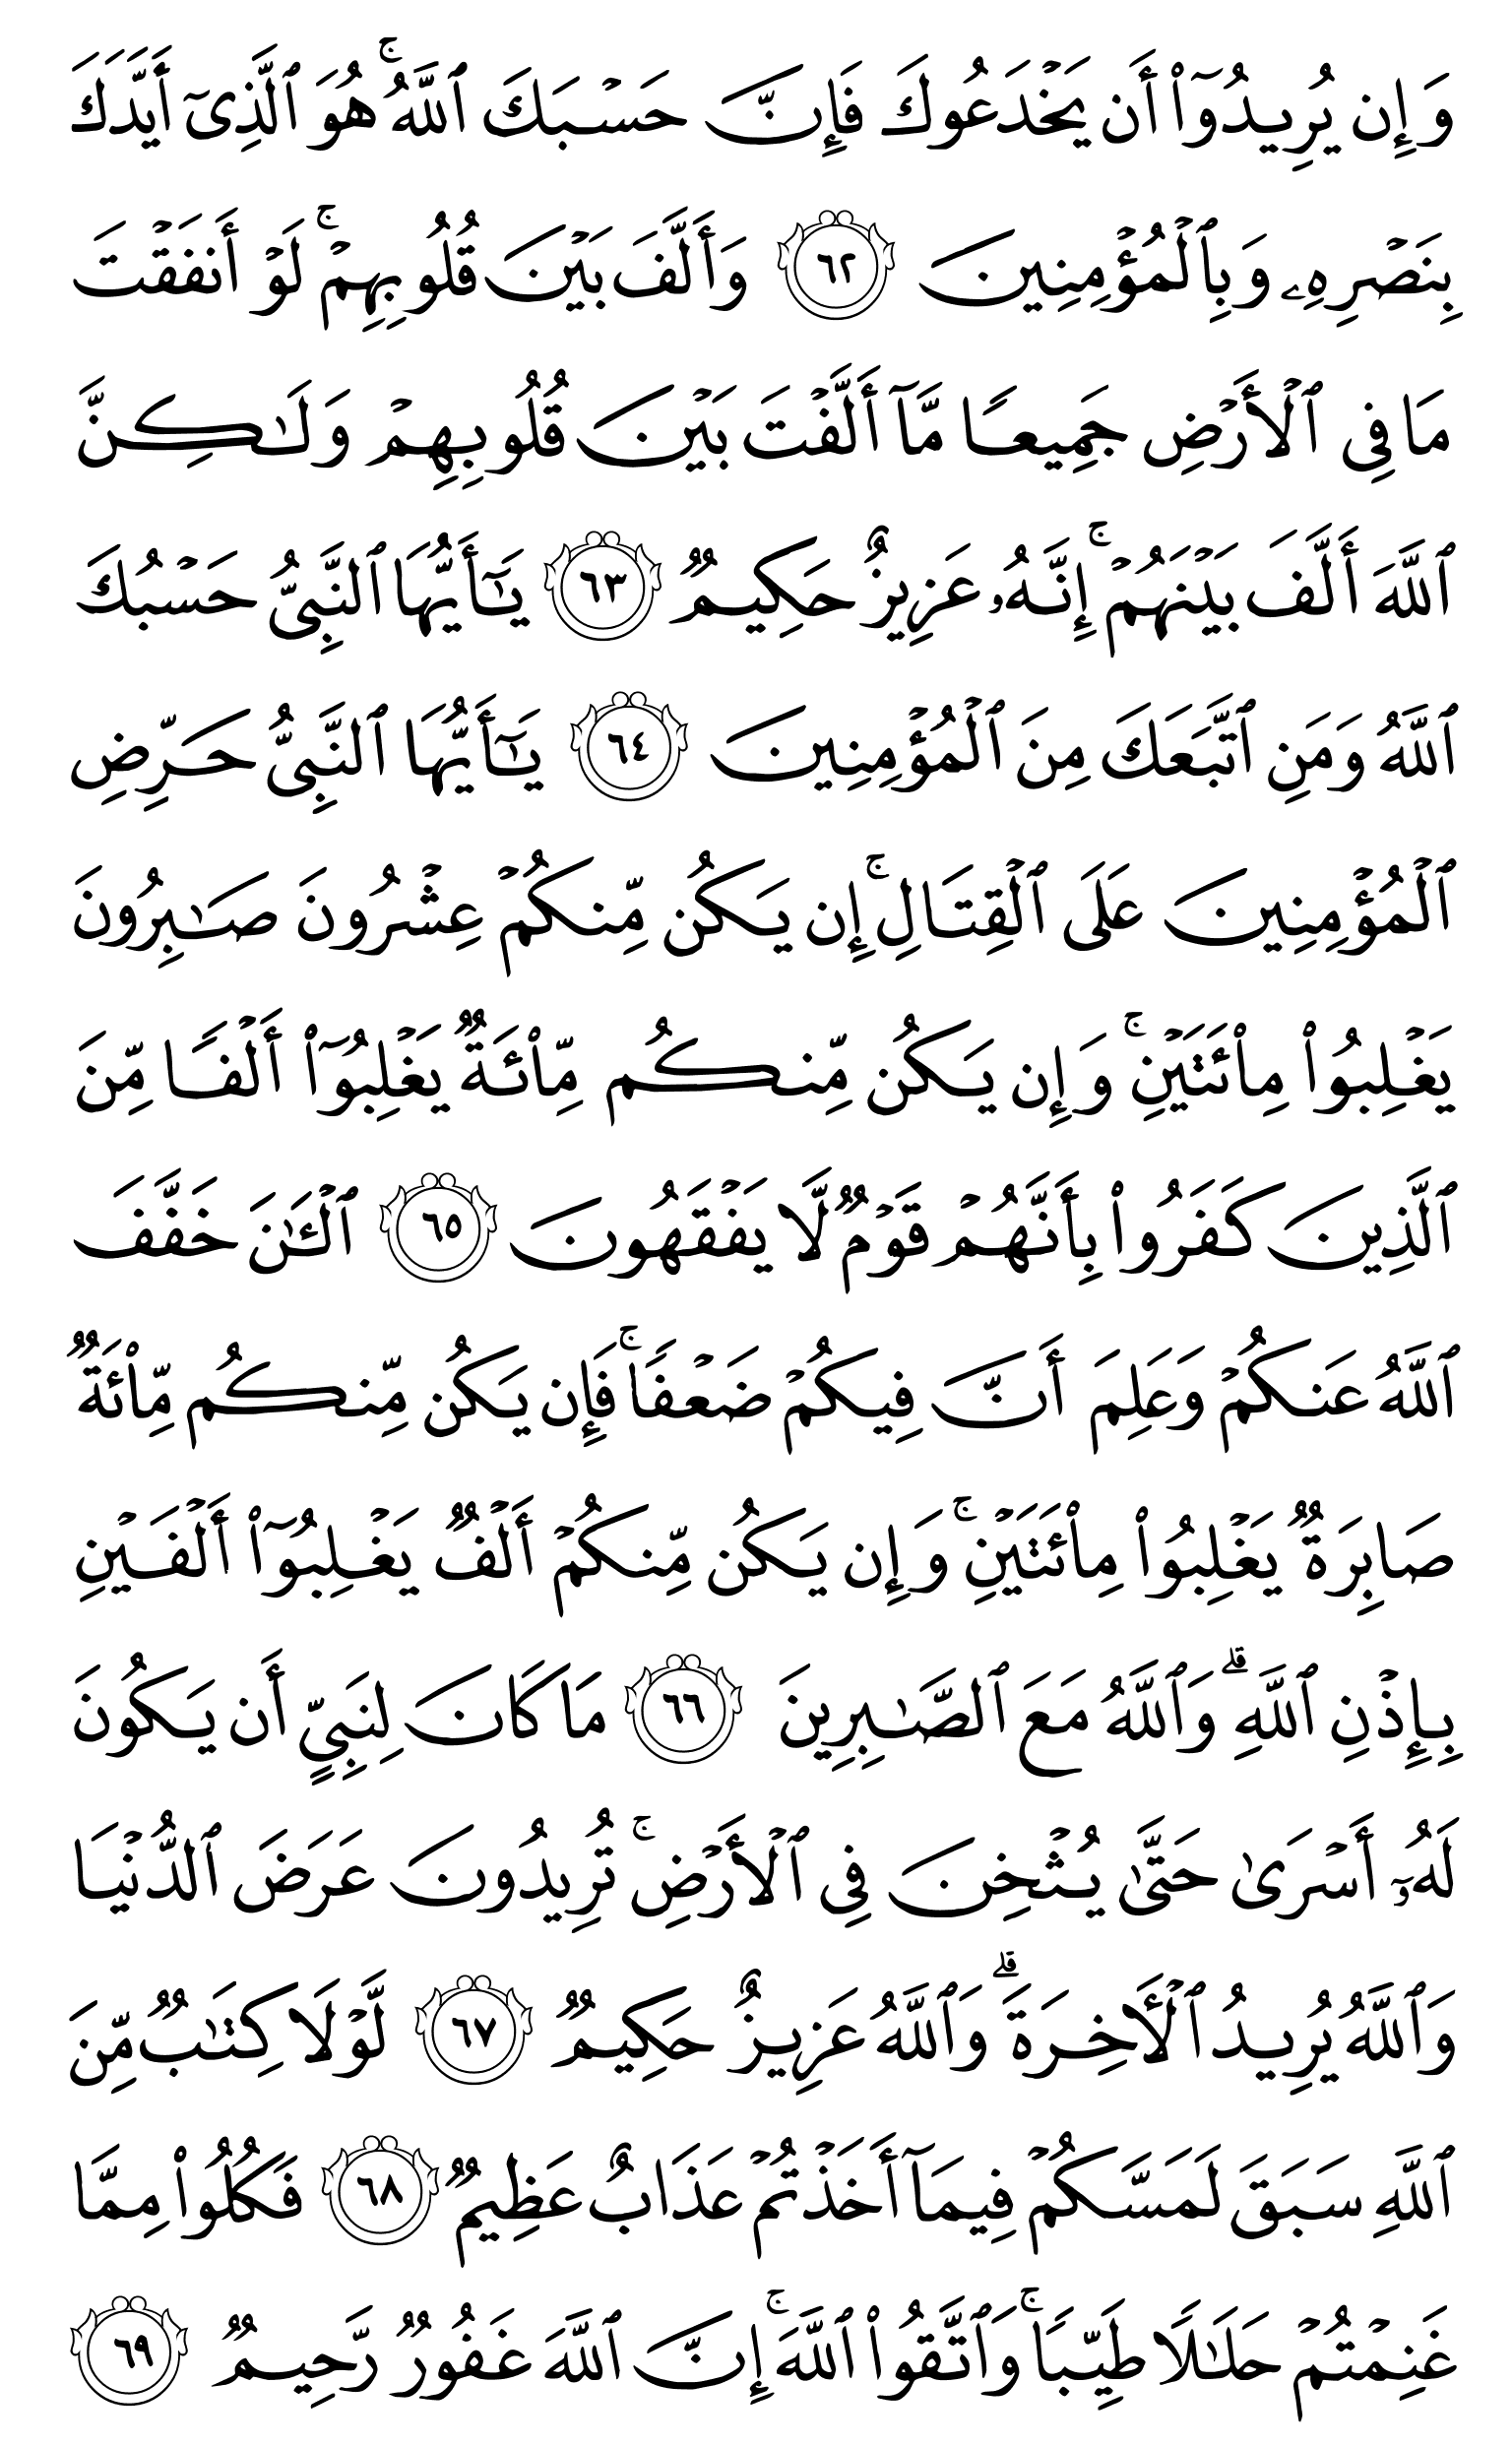 وَإِن يُرِيدُوٓا۟ أَن يَخْدَعُوكَ فَإِنَّ حَسْبَكَ ٱللَّهُ ۚ هُوَ ٱلَّذِىٓ أَيَّدَكَ
بِنَصْرِهِۦ وَبِٱلْمُؤْمِنِينَ ٦٢ وَأَلَّفَ بَيْنَ قُلُوبِهِمْ ۚ لَوْ أَنفَقْتَ
مَا فِى ٱلْأَرْضِ جَمِيعًا مَّآ أَلَّفْتَ بَيْنَ قُلُوبِهِمْ وَلَـٰكِنَّ
ٱللَّهَ أَلَّفَ بَيْنَهُمْ ۚ إِنَّهُۥ عَزِيزٌ حَكِيمٌ ٦٣ يَـٰٓأَيُّهَا ٱلنَّبِىُّ حَسْبُكَ
ٱللَّهُ وَمَنِ ٱتَّبَعَكَ مِنَ ٱلْمُؤْمِنِينَ ٦٤ يَـٰٓأَيُّهَا ٱلنَّبِىُّ حَرِّضِ
ٱلْمُؤْمِنِينَ عَلَى ٱلْقِتَالِ ۚ إِن يَكُن مِّنكُمْ عِشْرُونَ صَـٰبِرُونَ
يَغْلِبُوا۟ مِا۟ئَتَيْنِ ۚ وَإِن يَكُن مِّنكُم مِّا۟ئَةٌ يَغْلِبُوٓا۟ أَلْفًا مِّنَ
ٱلَّذِينَ كَفَرُوا۟ بِأَنَّهُمْ قَوْمٌ لَّا يَفْقَهُونَ ٦٥ ٱلْـَٔـٰنَ خَفَّفَ
ٱللَّهُ عَنكُمْ وَعَلِمَ أَنَّ فِيكُمْ ضَعْفًا ۚ فَإِن يَكُن مِّنكُم مِّا۟ئَةٌ
صَابِرَةٌ يَغْلِبُوا۟ مِا۟ئَتَيْنِ ۚ وَإِن يَكُن مِّنكُمْ أَلْفٌ يَغْلِبُوٓا۟ أَلْفَيْنِ
بِإِذْنِ ٱللَّهِ ۗ وَٱللَّهُ مَعَ ٱلصَّـٰبِرِينَ ٦٦ مَا كَانَ لِنَبِىٍّ أَن يَكُونَ
لَهُۥٓ أَسْرَىٰ حَتَّىٰ يُثْخِنَ فِى ٱلْأَرْضِ ۚ تُرِيدُونَ عَرَضَ ٱلدُّنْيَا
وَٱللَّهُ يُرِيدُ ٱلْـَٔاخِرَةَ ۗ وَٱللَّهُ عَزِيزٌ حَكِيمٌ ٦٧ لَّوْلَا كِتَـٰبٌ مِّنَ
ٱللَّهِ سَبَقَ لَمَسَّكُمْ فِيمَآ أَخَذْتُمْ عَذَابٌ عَظِيمٌ ٦٨ فَكُلُوا۟ مِمَّا
غَنِمْتُمْ حَلَـٰلًا طَيِّبًا ۚ وَٱتَّقُوا۟ ٱللَّهَ ۚ إِنَّ ٱللَّهَ غَفُورٌ رَّحِيمٌ ٦٩